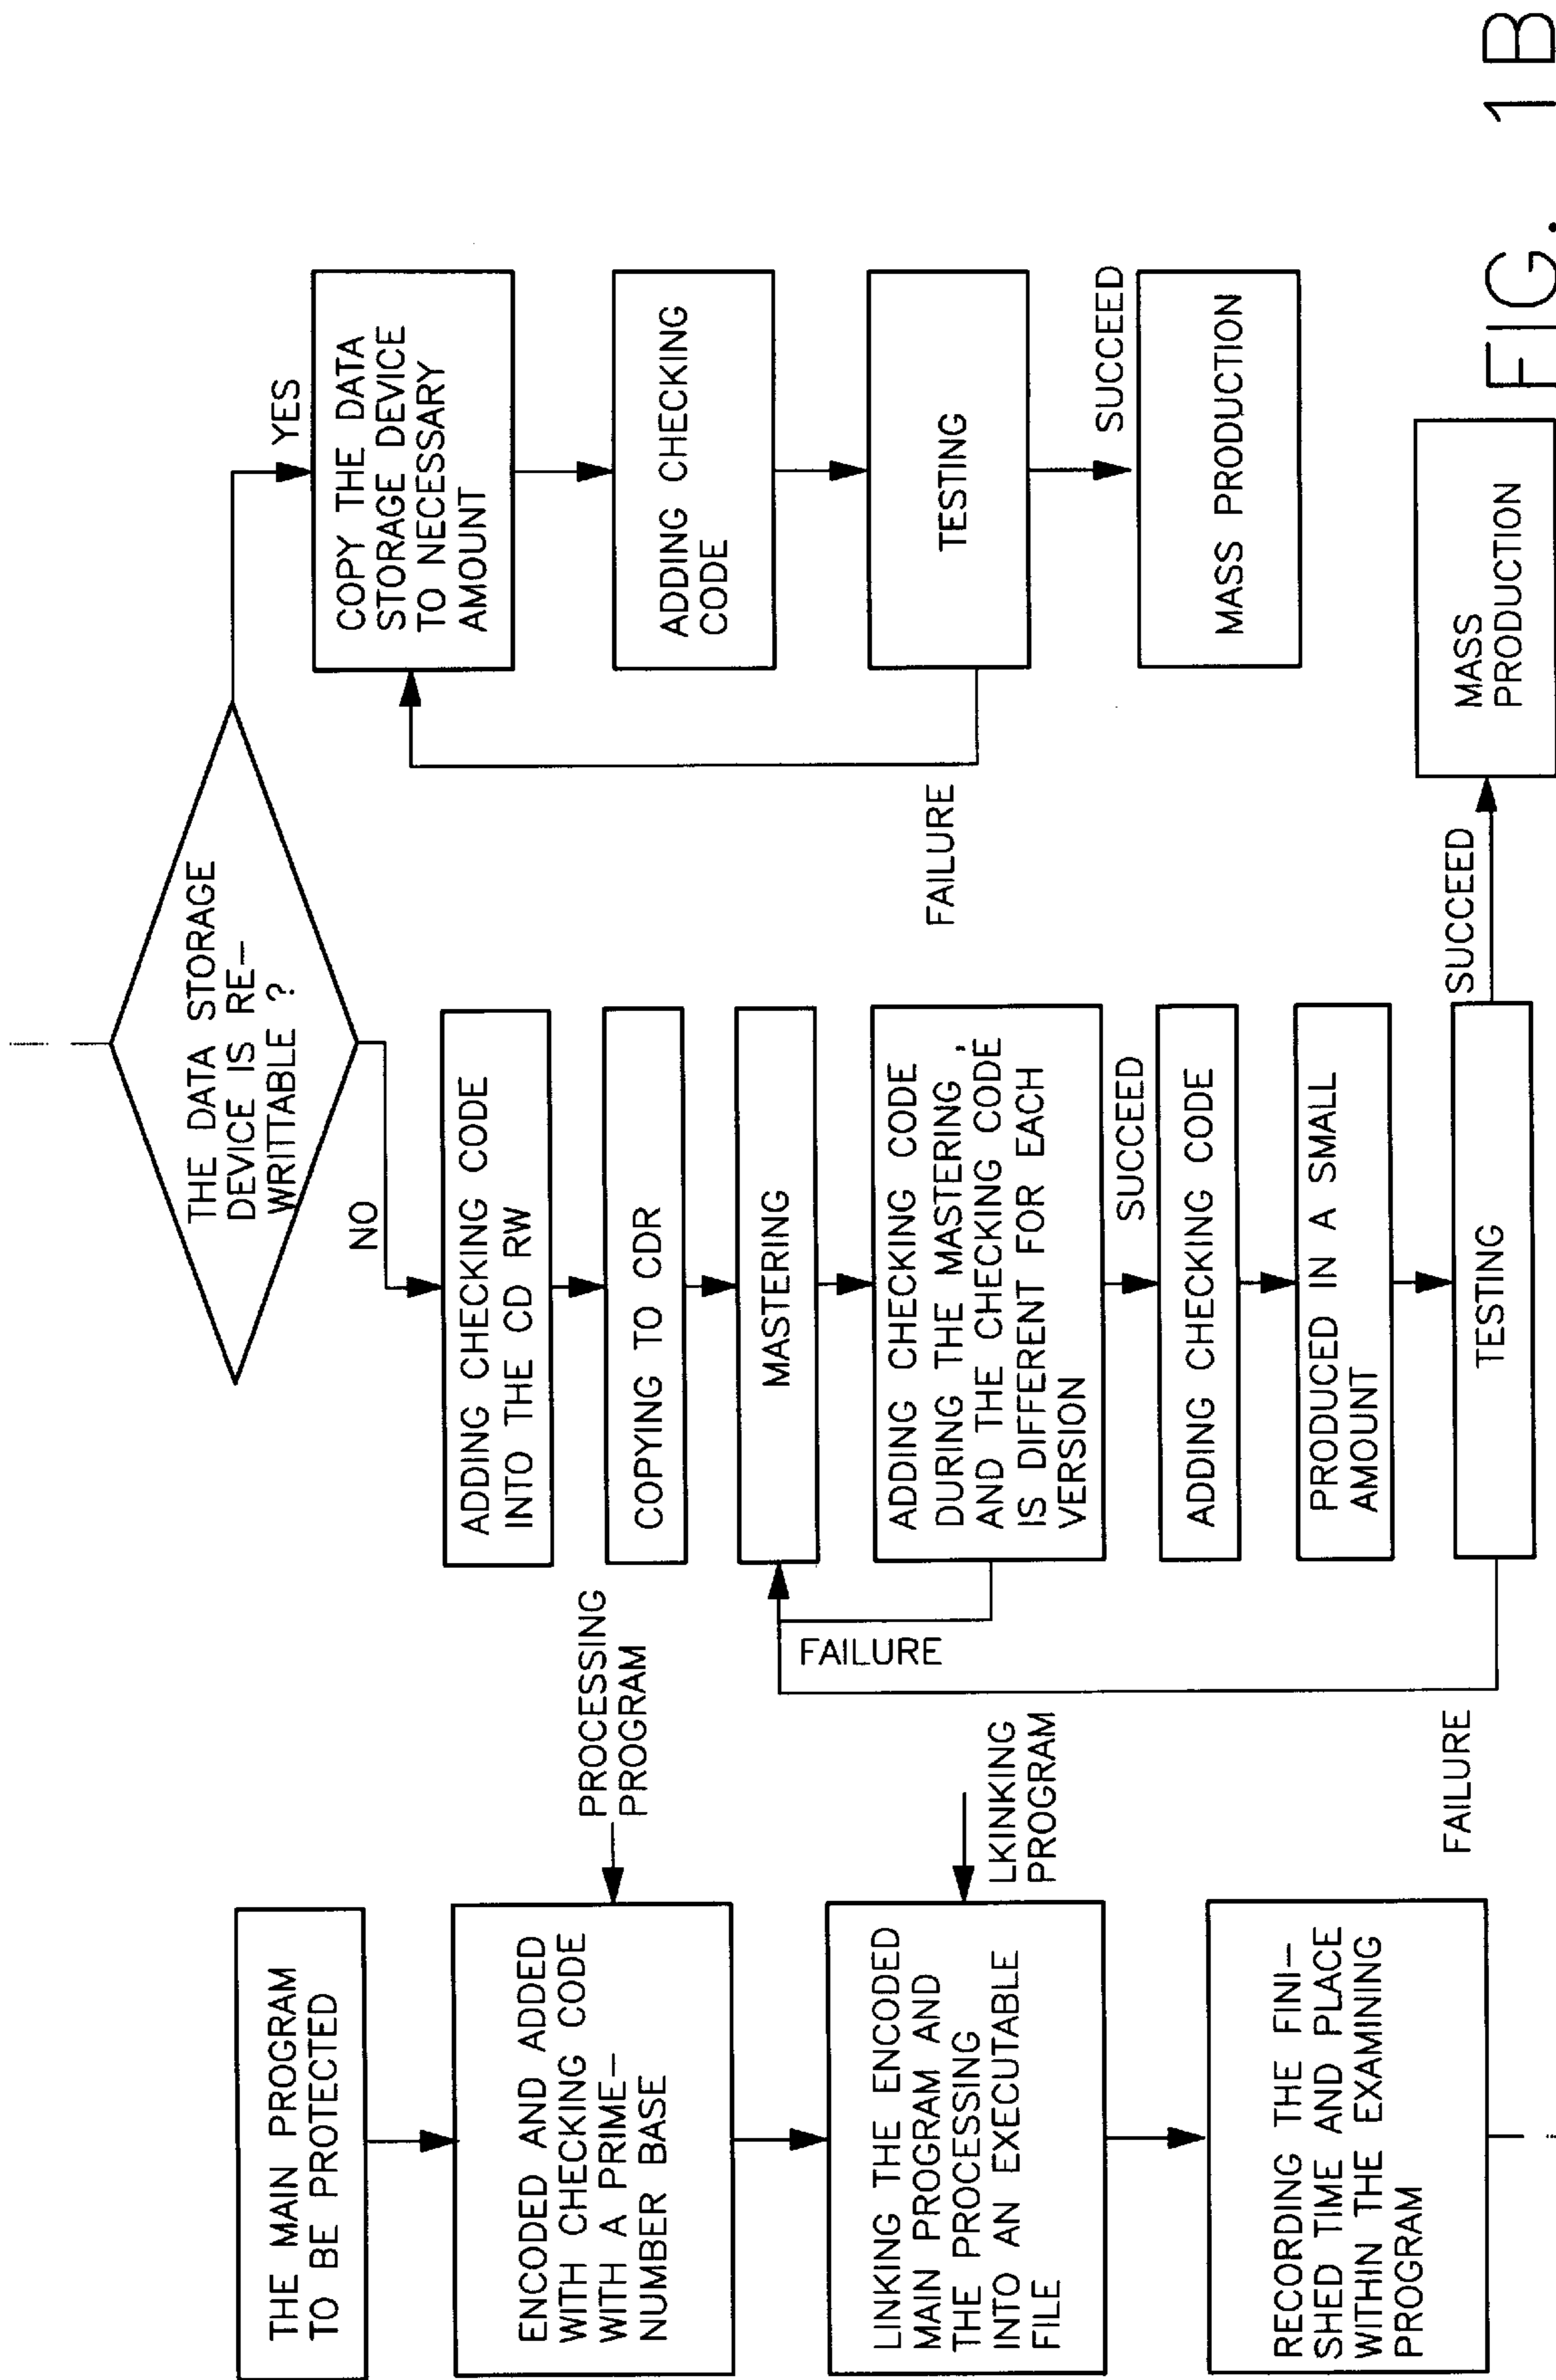 THE MAIN PROGRAM
TO BE PROTECTED
PROCESSING
PROGRAM
ENCODED AND ADDED
WITH CHECKING CODE
WITH A PRIME—
NUMBER BASE
LKINKING
PROGRAM
LINKING THE ENCODED
MAIN PROGRAM AND
THE PROCESSING
INTO AN EXECUTABLE
FILE
RECORDING THE FINI—
SHED TIME AND PLACE
WITHIN THE EXAMINING
PROGRAM
THE DATA STORAGE
DEVICE IS RE—
WRITTABLE ?
NO
ADDING CHECKING CODE
INTO THE CD RW
COPYING TO CDR
MASTERING
FAILURE
ADDING CHECKING CODE
DURING THE MASTERING,
AND THE CHECKING CODE
IS DIFFERENT FOR EACH
VERSION
SUCCEED
ADDING CHECKING CODE
PRODUCED IN A SMALL
AMOUNT
FAILURE
TESTING
SUCCEED
MASS
PRODUCTION
YES
COPY THE DATA
STORAGE DEVICE
TO NECESSARY
AMOUNT
ADDING CHECKING
CODE
FAILURE
TESTING
SUCCEED
MASS PRODUCTION
FIG. 1B